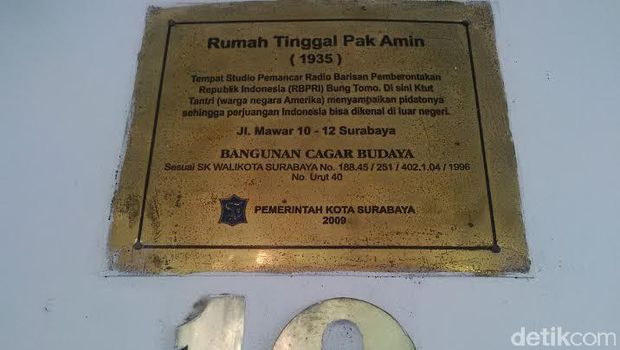 Rumah Tinggal Pak Amin
( 1935 )
Tempat Studio Pemancar Radio Barisan Pemberontakan
Republik Indonesia (RBPRI) Bung Tomo. Di sini Ktut
Tantri (warga negara Amerika) menyampaikan pidatonya
sehingga perjuangan Indonesia bisa dikenal di luar negeri.
Jl. Mawar 10 - 12 Surabaya
BANGUNAN CAGAR BUDAYA
Sesuai SK WALIKOTA SURABAYA No. 188.45 / 251 / 402.1.04 / 1996
No. Urut 40
PEMERINTAH KOTA SURABAYA
2009
detikcom